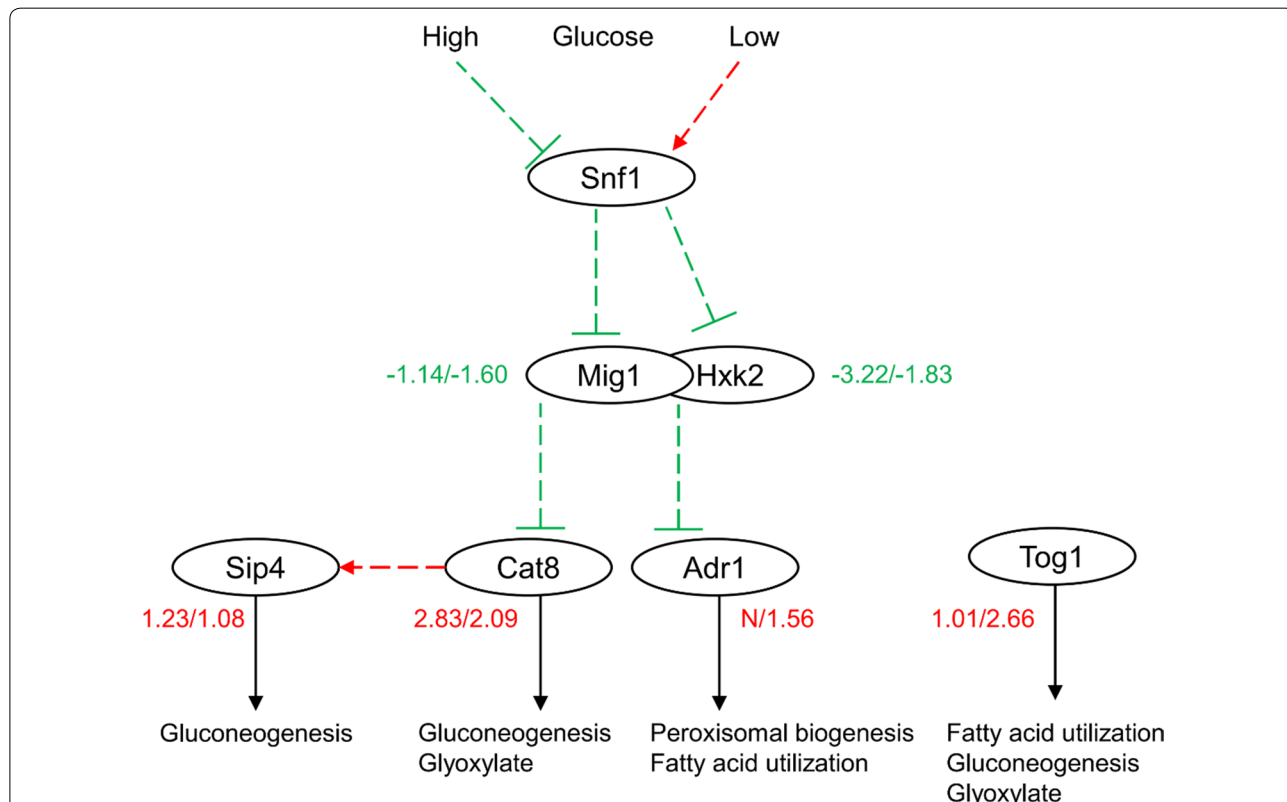 High Glucose Low
Snf1
-1.14/-1.60 Mig1 Hxk2 -3.22/-1.83
Sip4 Cat8 Adr1 Tog1
1.23/1.08 2.83/2.09 N/1.56 1.01/2.66
Gluconeogenesis Gluconeogenesis Peroxisomal biogenesis Fatty acid utilization
Glyoxylate Fatty acid utilization Gluconeogenesis
Glyoxylate